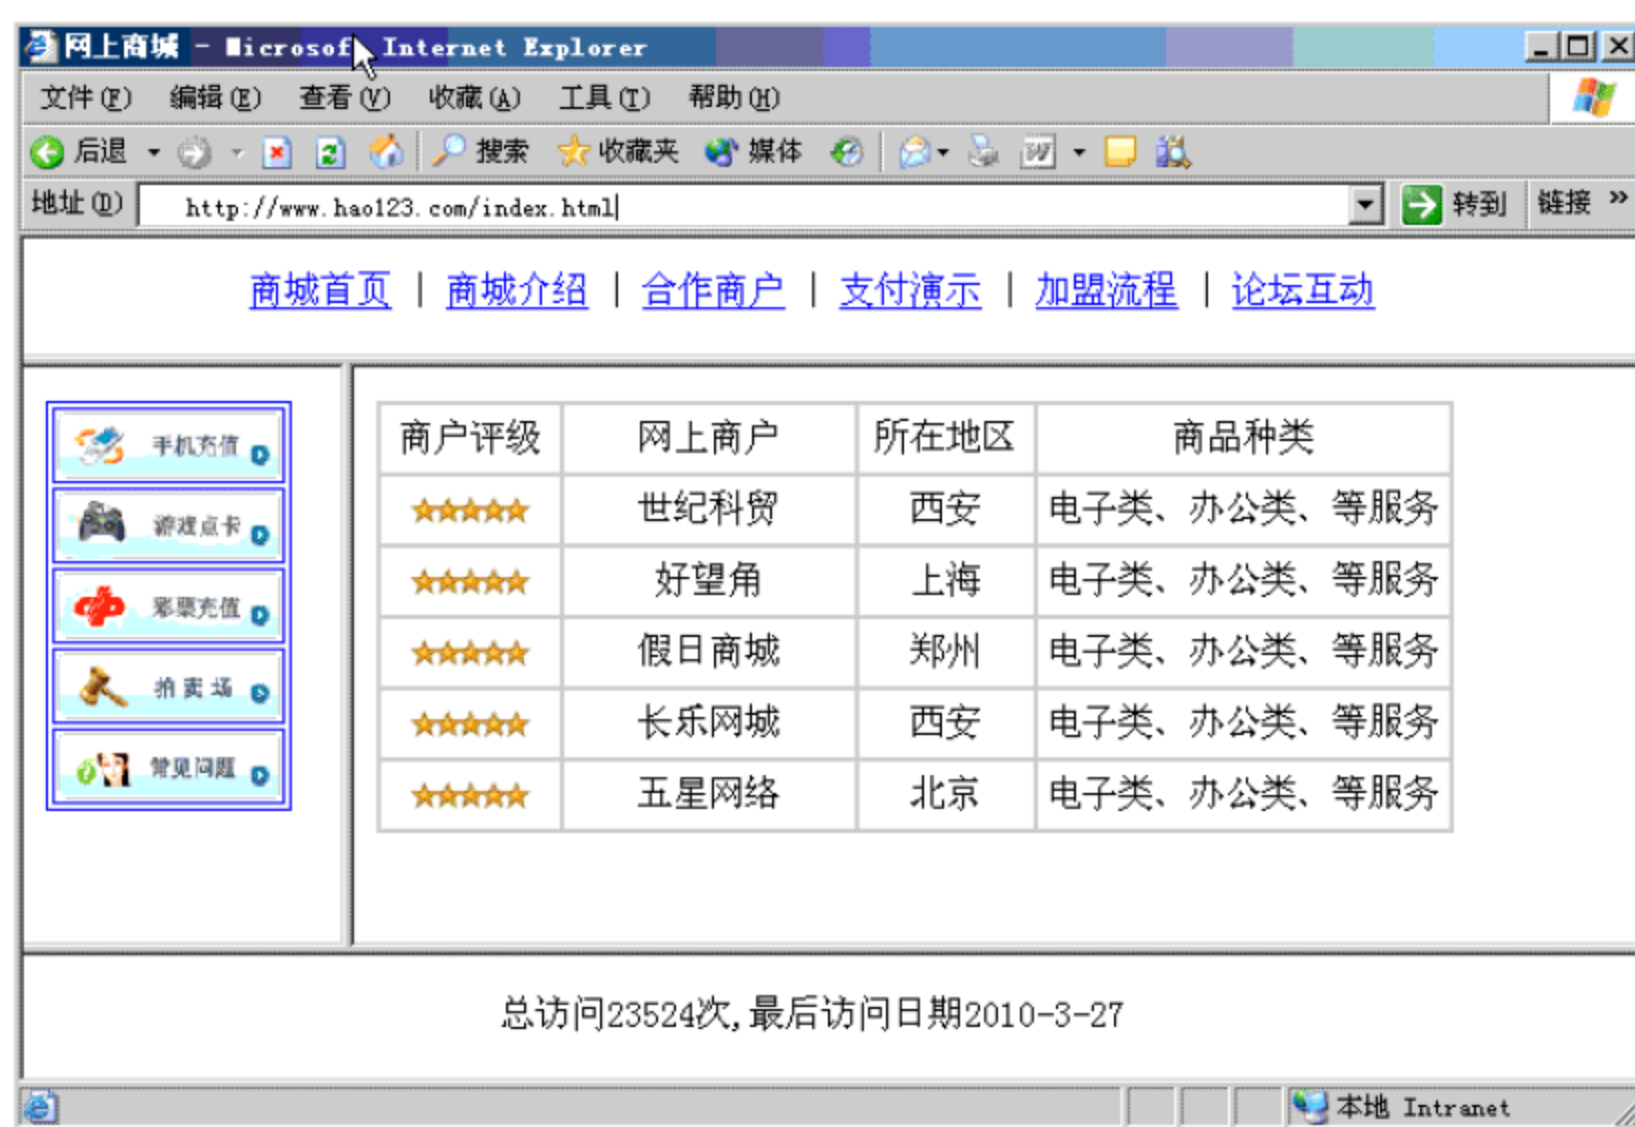 网上商城 - Microsoft Internet Explorer
文件(F) 编辑(E) 查看(V) 收藏(A) 工具(T) 帮助(H)
后退 搜索 收藏夹 媒体
地址(D) http://www.hao123.com/index.html 转到 链接 »
商城首页 | 商城介绍 | 合作商户 | 支付演示 | 加盟流程 | 论坛互动
手机充值
游戏点卡
彩票充值
拍卖场
常见问题
商户评级 网上商户 所在地区 商品种类
世纪科贸 西安 电子类、办公类、等服务
好望角 上海 电子类、办公类、等服务
假日商城 郑州 电子类、办公类、等服务
长乐网城 西安 电子类、办公类、等服务
五星网络 北京 电子类、办公类、等服务
总访问23524次,最后访问日期2010-3-27
本地 Intranet